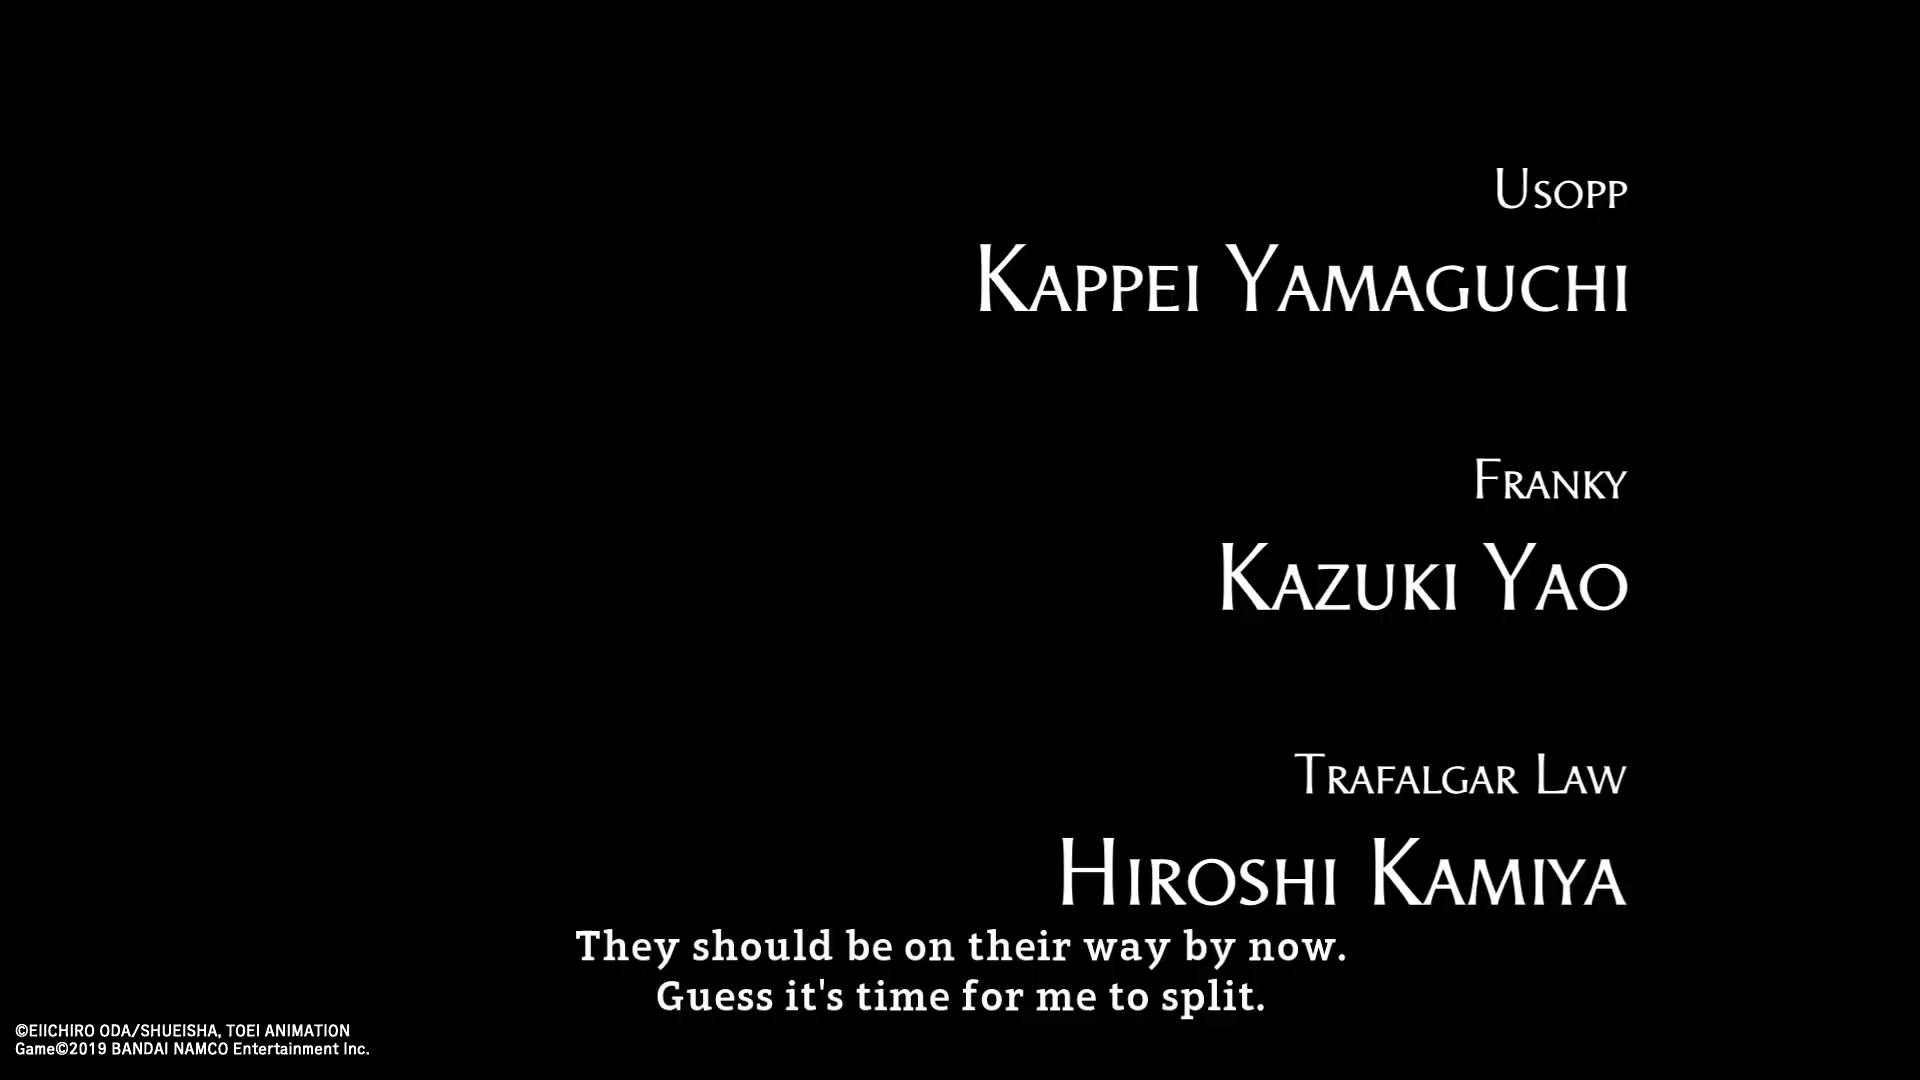 Usopp
Kappei Yamaguchi
Franky
Kazuki Yao
Trafalgar Law
Hiroshi Kamiya
They should be on their way by now.
Guess it's time for me to split.
©EIICHIRO ODA/SHUEISHA, TOEI ANIMATION
Game©2019 BANDAI NAMCO Entertainment Inc.